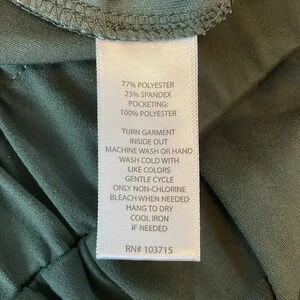 77% POLYESTER
23% SPANDEX
POCKETING:
100% POLYESTER
TURN GARMENT
INSIDE OUT
MACHINE WASH OR HAND
WASH COLD WITH
LIKE COLORS
GENTLE CYCLE
ONLY NON-CHLORINE
BLEACH WHEN NEEDED
HANG TO DRY
COOL IRON
IF NEEDED
RN# 103715